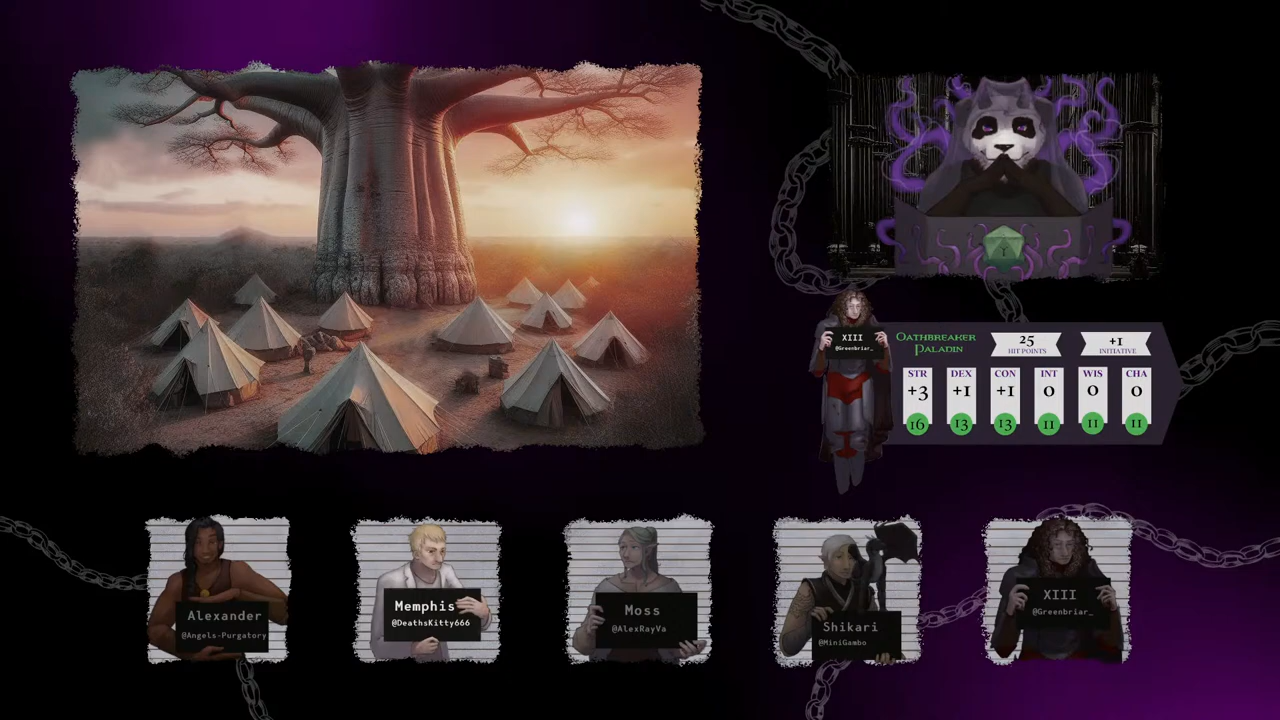 XIII
@Greenbriar_
Oathbreaker
Paladin
25
HIT POINTS
+1
INITIATIVE
STR
DEX
CON
INT
WIS
CHA
+3
+1
+1
0
0
0
16
13
13
11
11
11
Alexander
@Angels-Purgatory
Memphis
@DeathsKitty666
Moss
@AlexRayVa
Shikari
@MiniGambo
XIII
@Greenbriar_